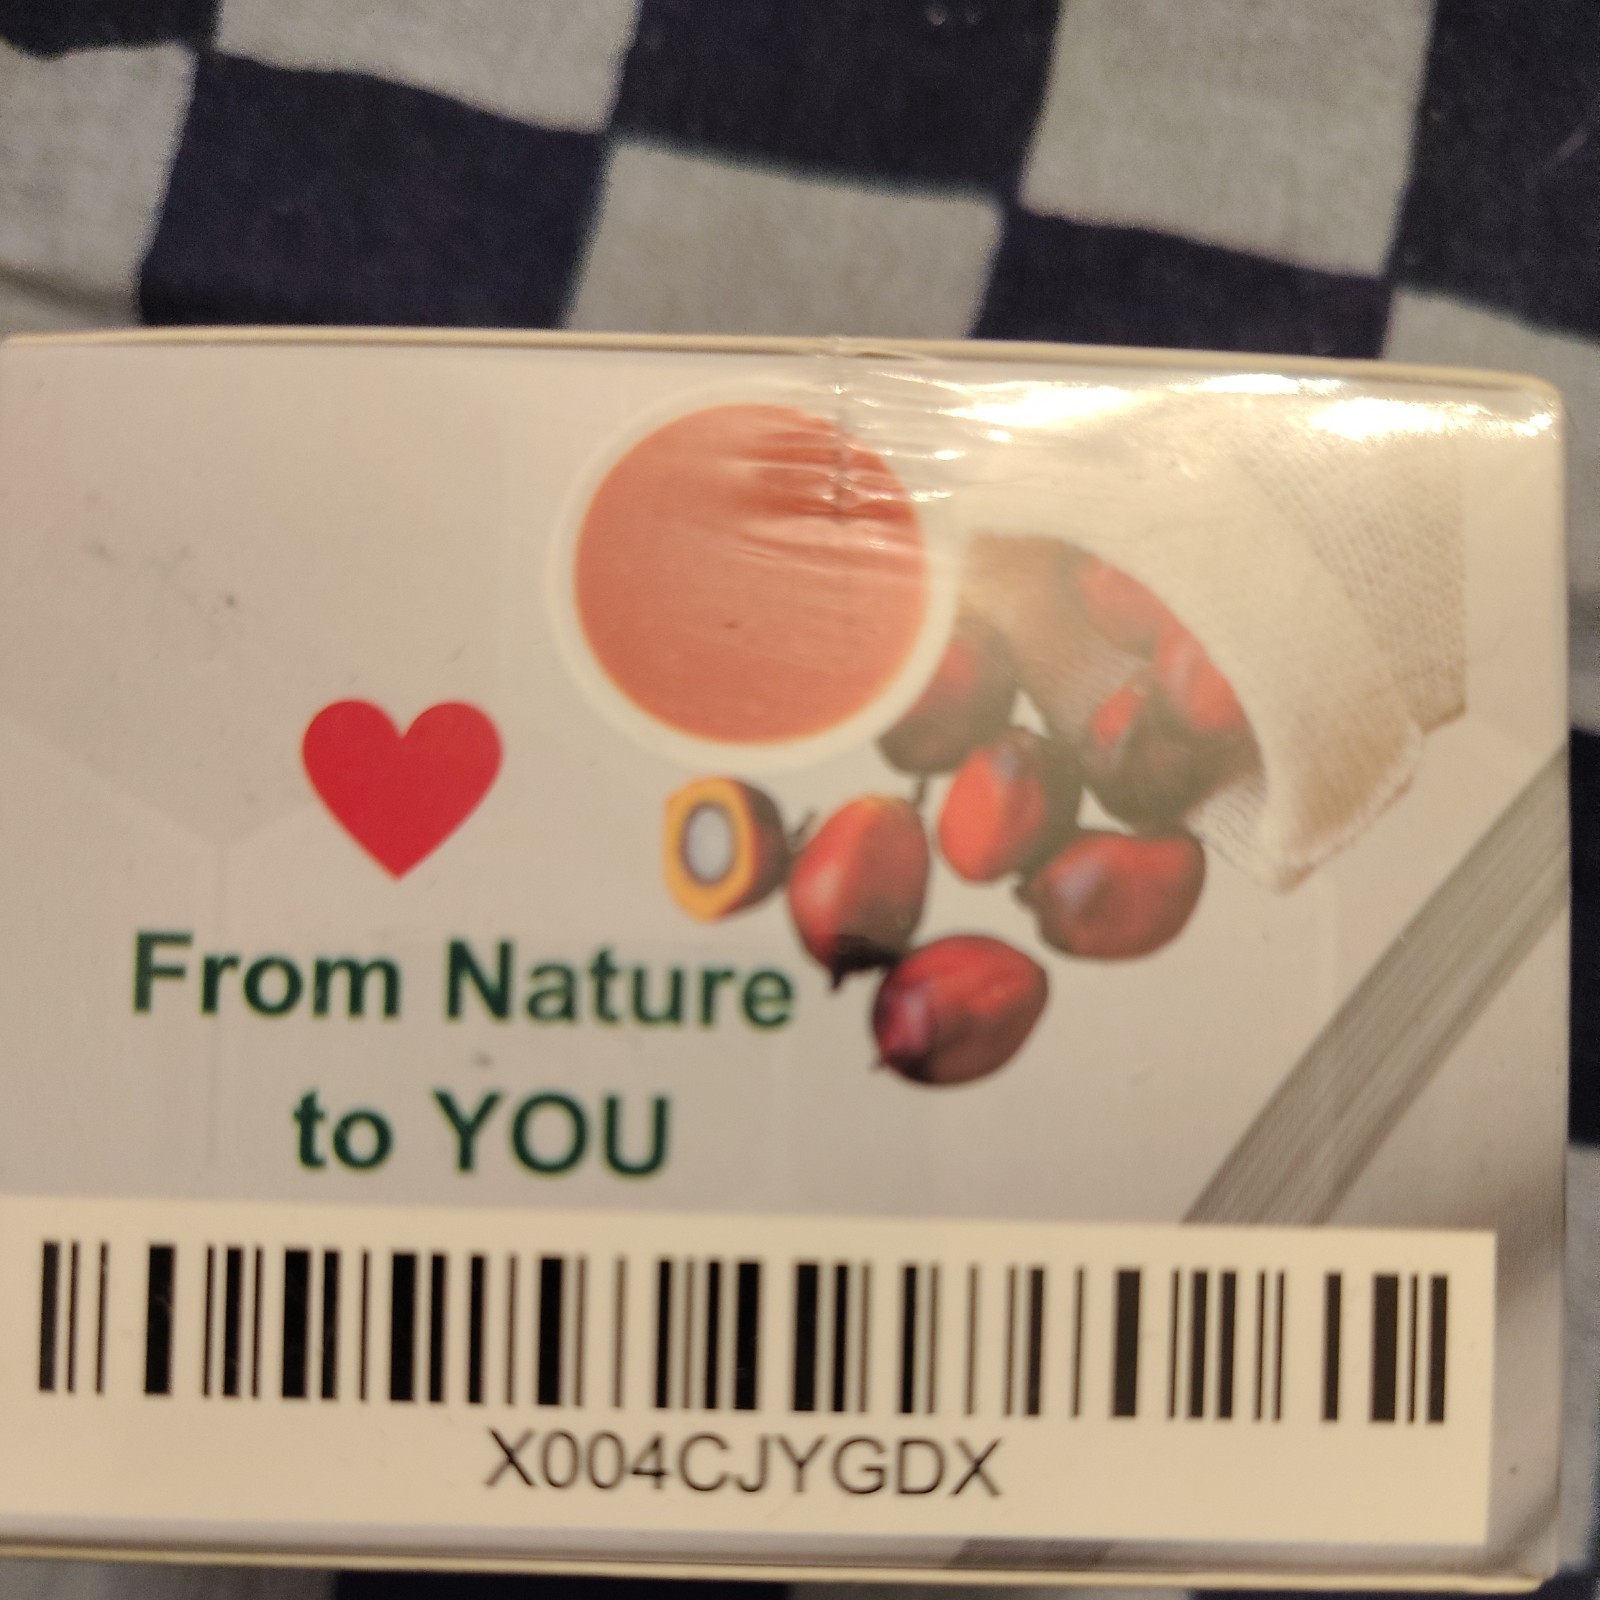 From Nature
to YOU
X004CJYGDX